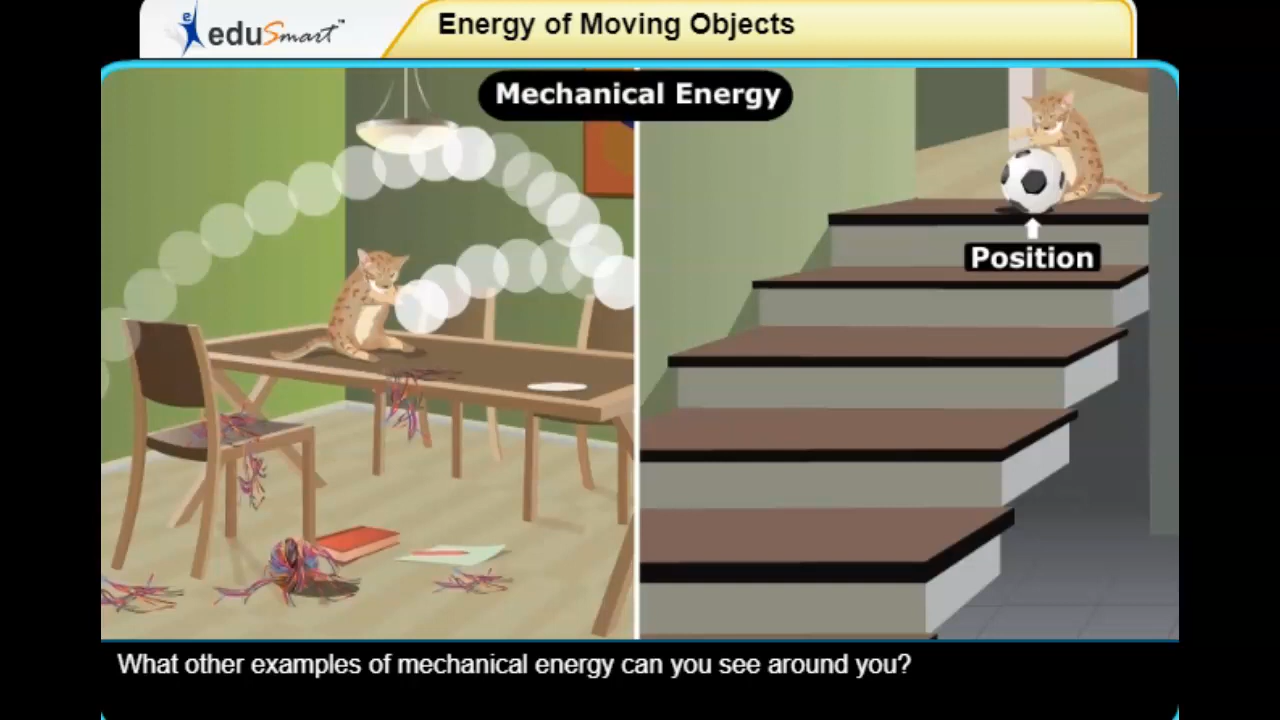 eduSmart™
Energy of Moving Objects
Mechanical Energy
Position
What other examples of mechanical energy can you see around you?